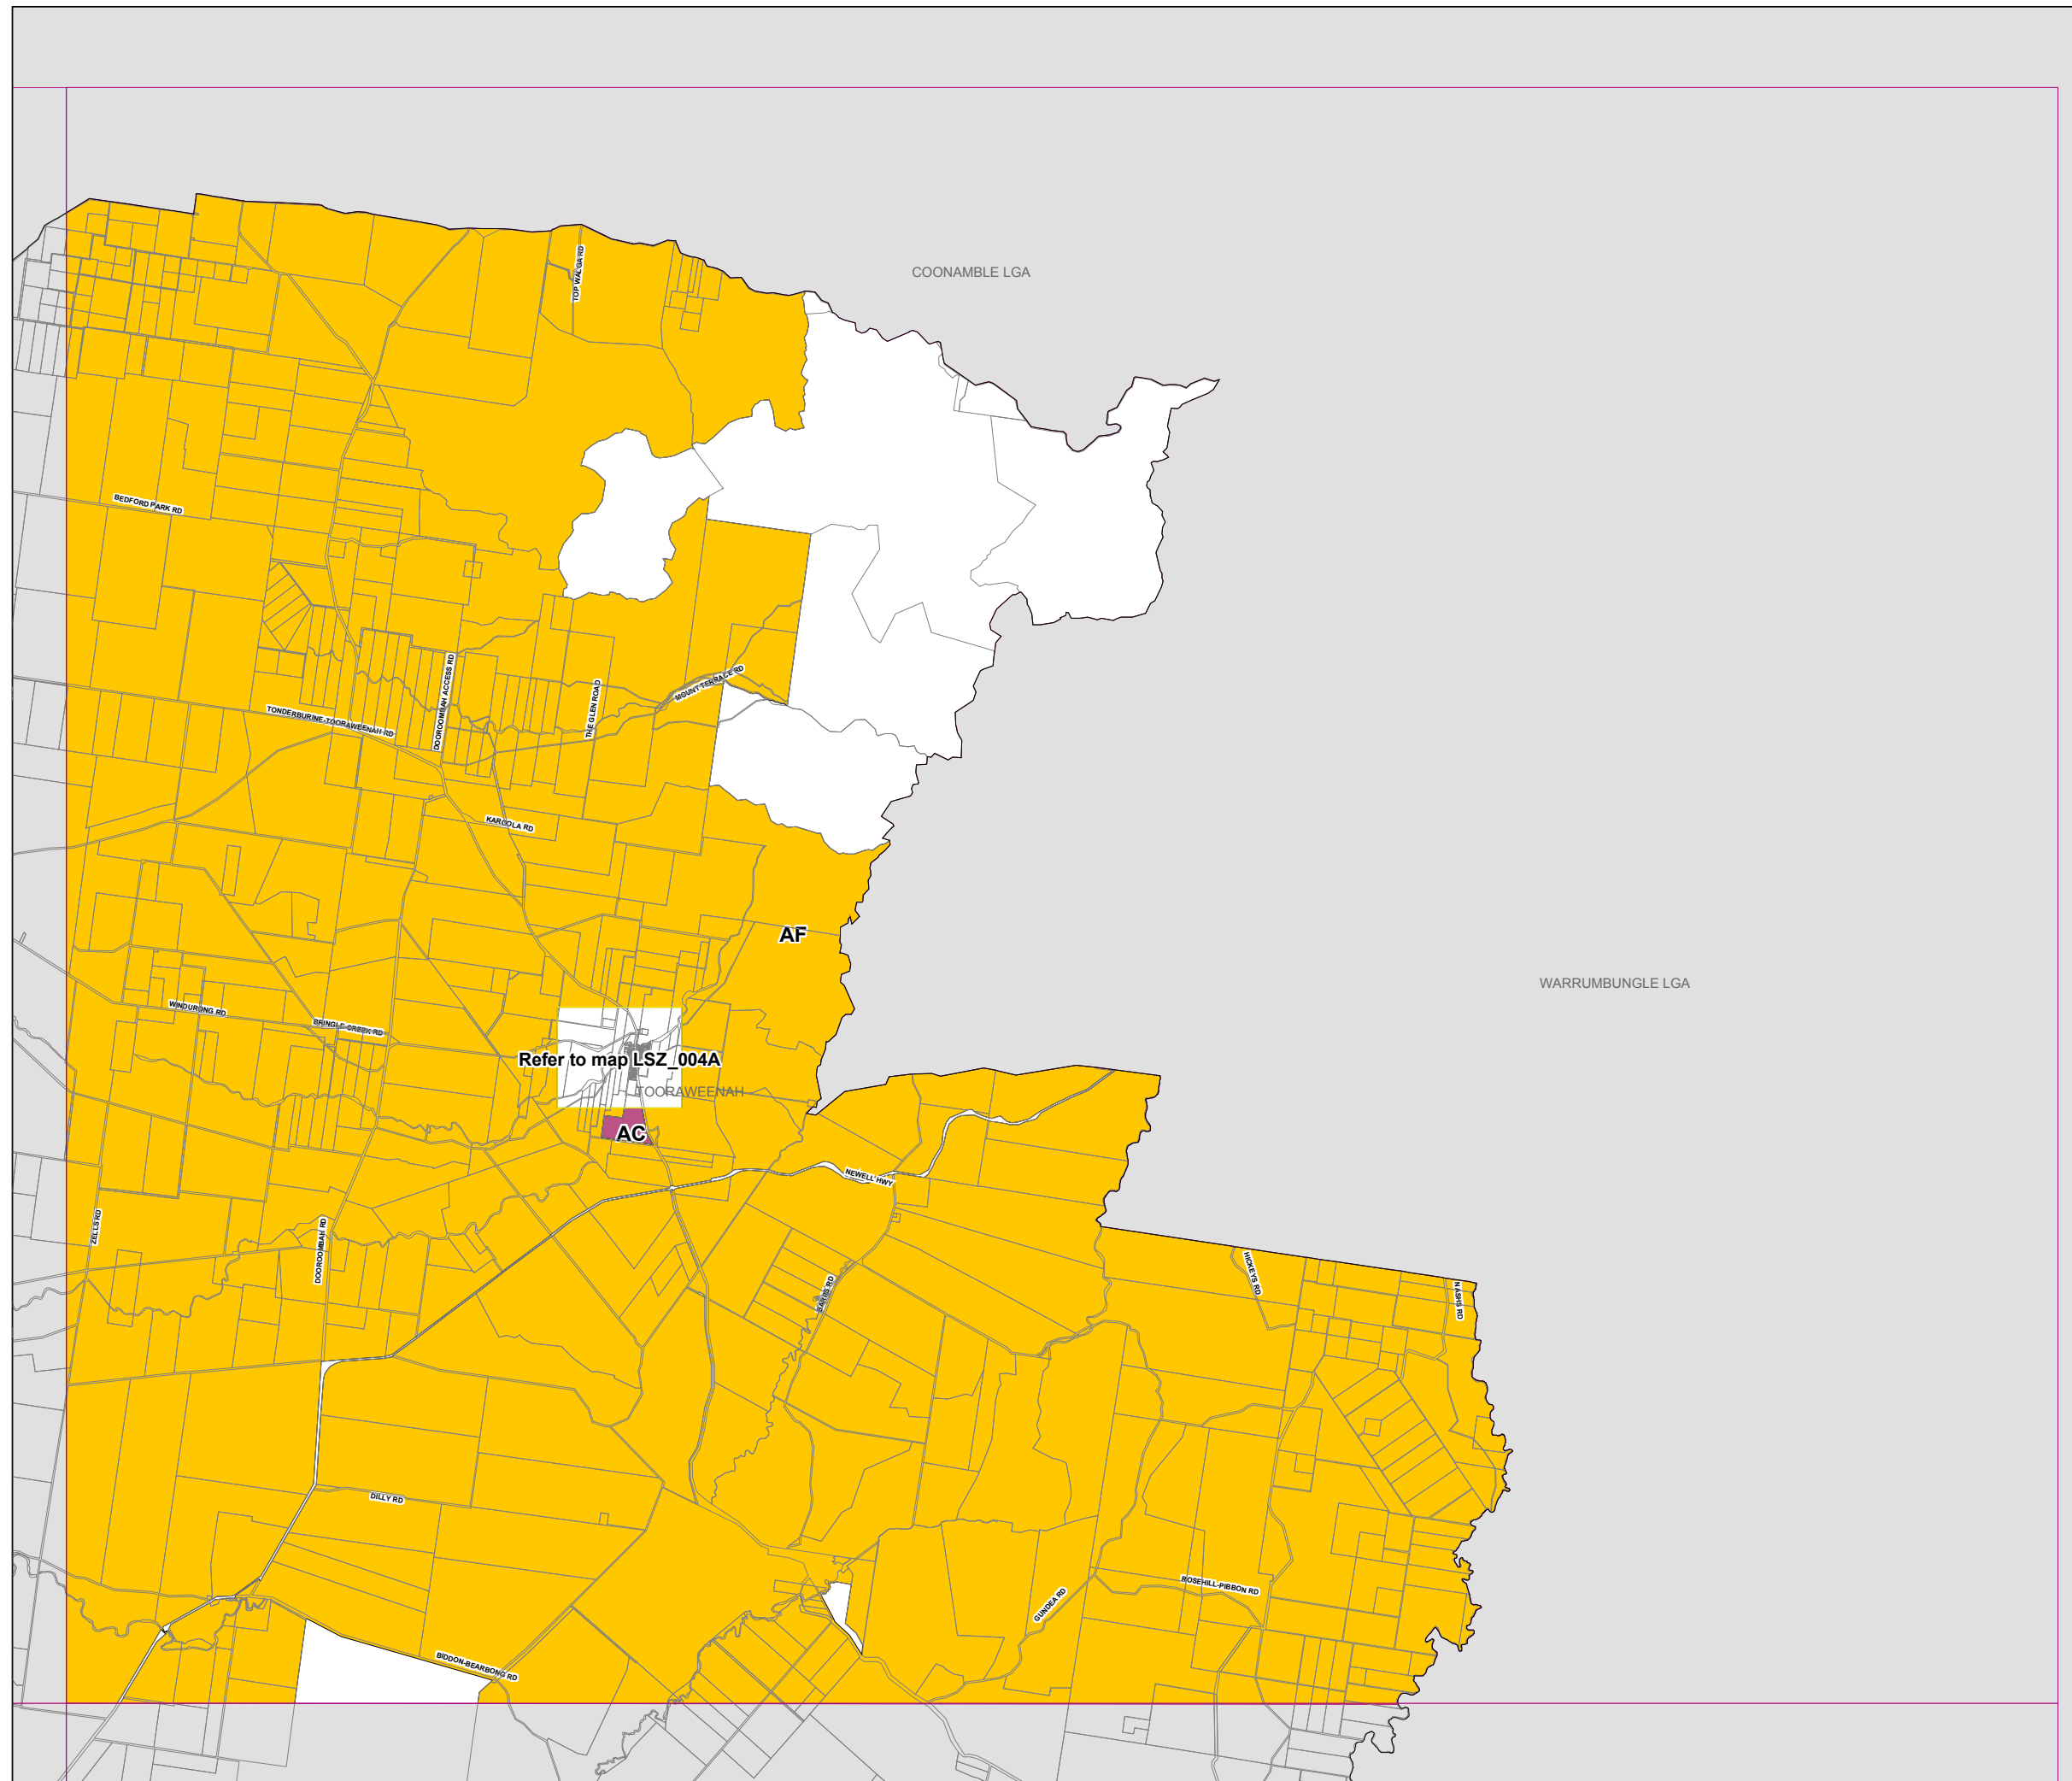 TOP WALGA RD
COONAMBLE LGA
BEDFORD PARK RD
DOOROOMBAH ACCESS RD
THE GLEN ROAD
MOUNT TERRACE RD
TONDERBURINE-TOORAWEENAH RD
KAROOLA RD
AF
WARRUMBUNGLE LGA
WINDURONG RD
BRINGLE CREEK RD
Refer to map LSZ_004A
TOORAWEENAH
AC
NEWELL HWY
ZELLS RD
DOOROOMBAH RD
HICKEYS RD
NASHS RD
DILLY RD
ROSEHILL-PIBBON RD
GUNDEA RD
BIDDON-BEARBONG RD